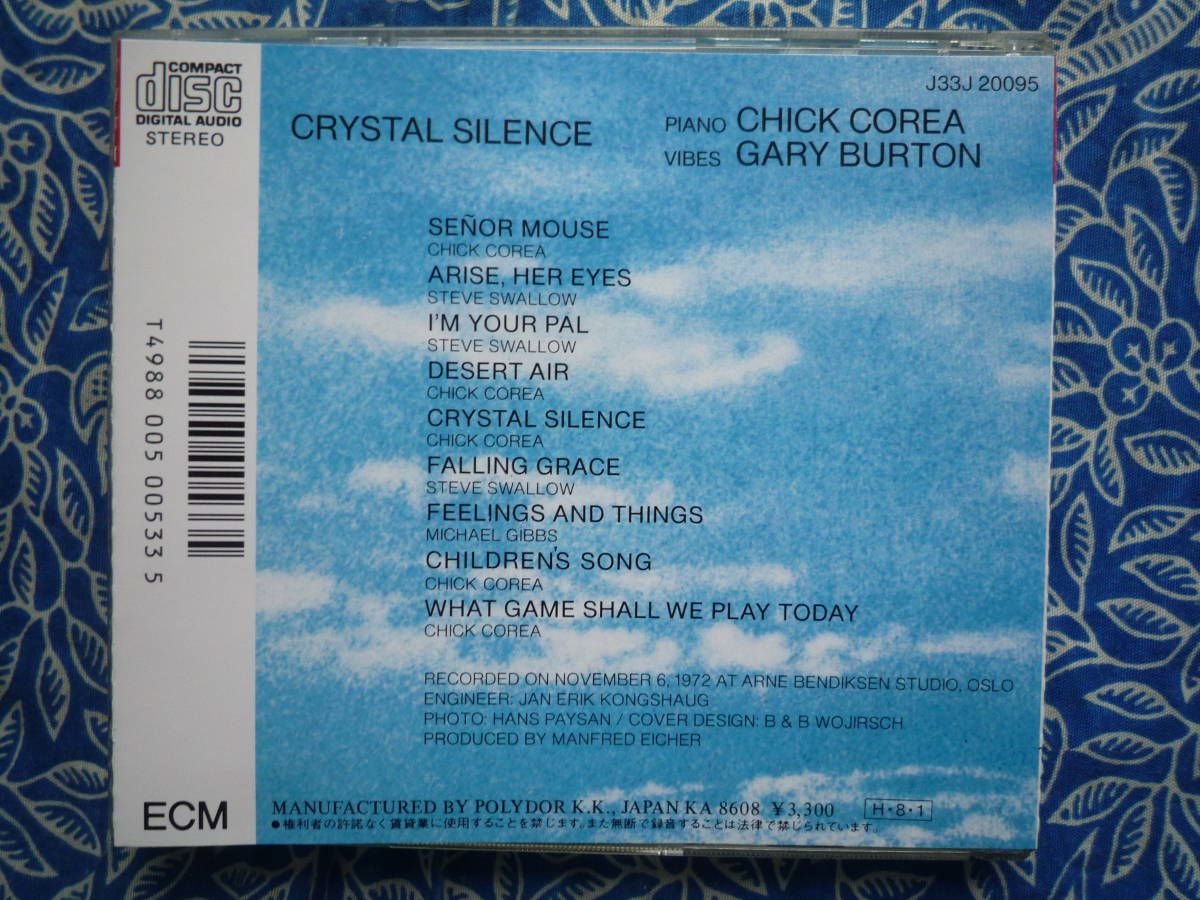 COMPACT
disc
DIGITAL AUDIO
STEREO
J33J 20095
CRYSTAL SILENCE
PIANO CHICK COREA
VIBES GARY BURTON
SEÑOR MOUSE
CHICK COREA
ARISE, HER EYES
STEVE SWALLOW
I'M YOUR PAL
STEVE SWALLOW
DESERT AIR
CHICK COREA
CRYSTAL SILENCE
CHICK COREA
FALLING GRACE
STEVE SWALLOW
FEELINGS AND THINGS
MICHAEL GIBBS
CHILDREN'S SONG
CHICK COREA
WHAT GAME SHALL WE PLAY TODAY
CHICK COREA
RECORDED ON NOVEMBER 6, 1972 AT ARNE BENDIKSEN STUDIO, OSLO
ENGINEER: JAN ERIK KONGSHAUG
PHOTO: HANS PAYSAN / COVER DESIGN: B & B WOJIRSCH
PRODUCED BY MANFRED EICHER
T4988 005 00533 5
ECM
MANUFACTURED BY POLYDOR K.K., JAPAN KA 8608 ¥3,300 H·8·1
●権利者の許諾なく賃貸業に使用することを禁じます。また無断で録音することは法律で禁じられています。